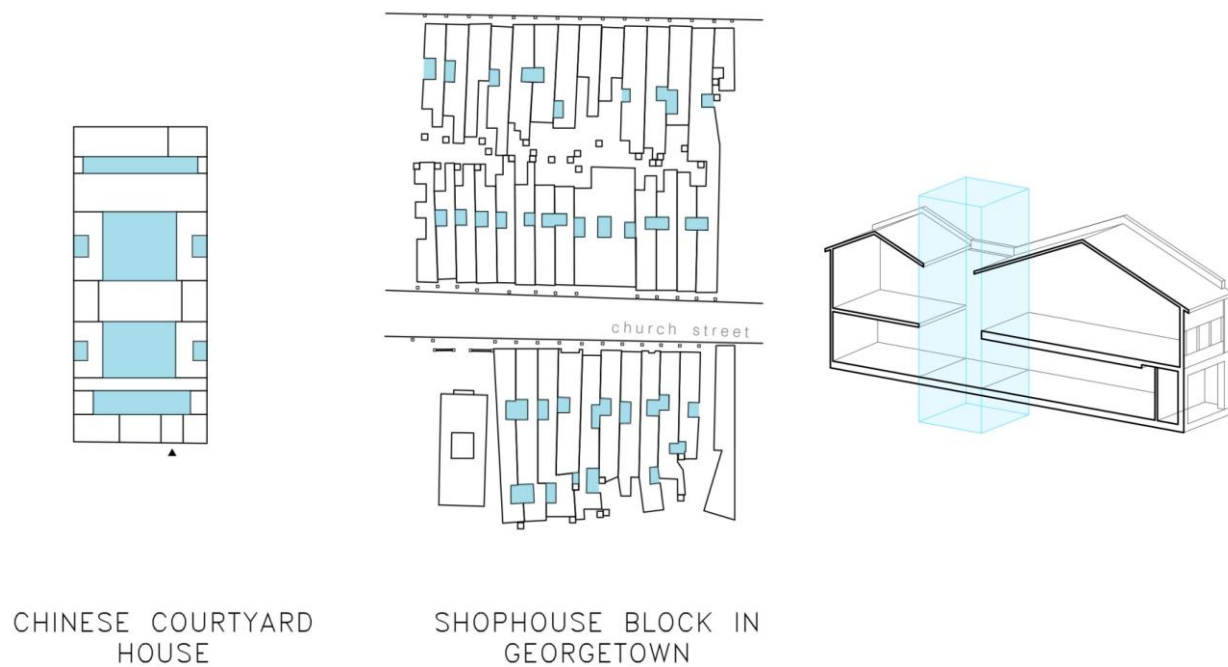 church street
CHINESE COURTYARD
HOUSE
SHOPHOUSE BLOCK IN
GEORGETOWN